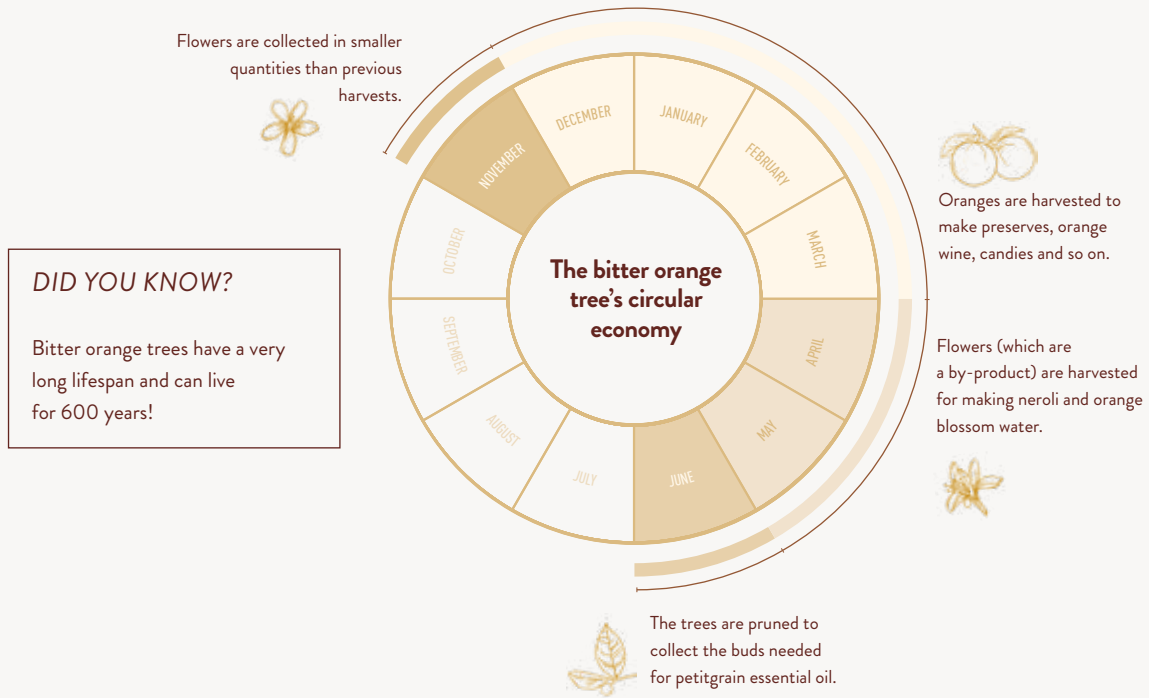 Flowers are collected in smaller
quantities than previous
harvests.
DECEMBER
JANUARY
FEBRUARY
MARCH
APRIL
MAY
JUNE
JULY
AUGUST
SEPTEMBER
OCTOBER
NOVEMBER
The bitter orange
tree’s circular
economy
Oranges are harvested to
make preserves, orange
wine, candies and so on.
DID YOU KNOW?
Bitter orange trees have a very
long lifespan and can live
for 600 years!
Flowers (which are
a by-product) are harvested
for making neroli and orange
blossom water.
The trees are pruned to
collect the buds needed
for petitgrain essential oil.